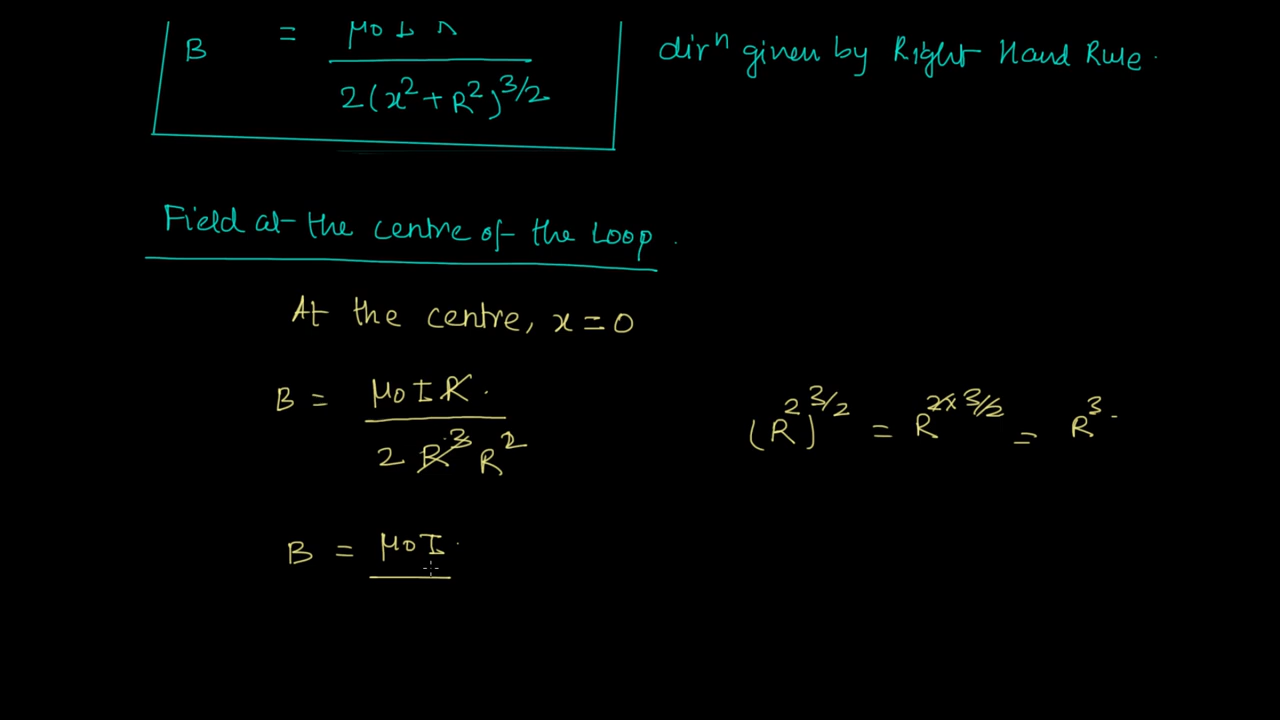 B = μ0 I R
2(x² + R²)^3/2
dirⁿ given by Right Hand Rule.
Field at the centre of the Loop.
At the centre, x = 0
B = μ0 I R
2 R³ R²
(R²)^3/2 = R^2×3/2 = R³
B = μ0 I